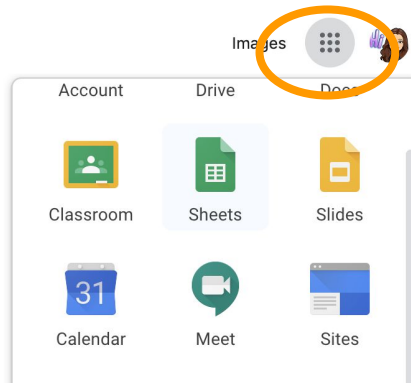 Images
Account Drive Docs
Classroom Sheets Slides
31
Calendar Meet Sites